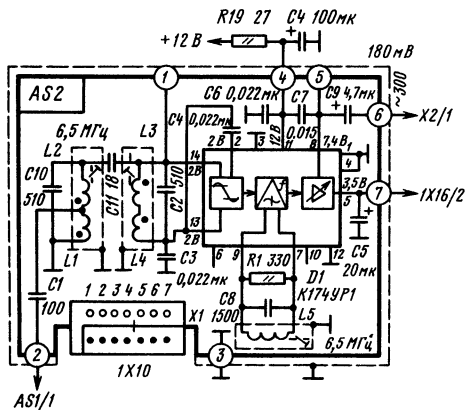 R19 27
C4 100мк
+12 В
180мВ
~300
1
4
5
AS2
C6 0,022мк
C7
C9 4,7мк
6
X2/1
C4
0,022мк
0,015
12В
7,4В
L2
6,5 МГц
L3
2
2
3
11
8
1
4
C10
510
C11 18
C2 510
14
2В
13
2В
3,5В
5
7
1X16/2
L1
L4
C3
0,022мк
6
9
7
10
12
C5
20мк
C1
100
R1 330
D1
К174УР1
C8
1500
L5
1 2 3 4 5 6 7
X1
1X10
6,5 МГц
2
3
AS1/1